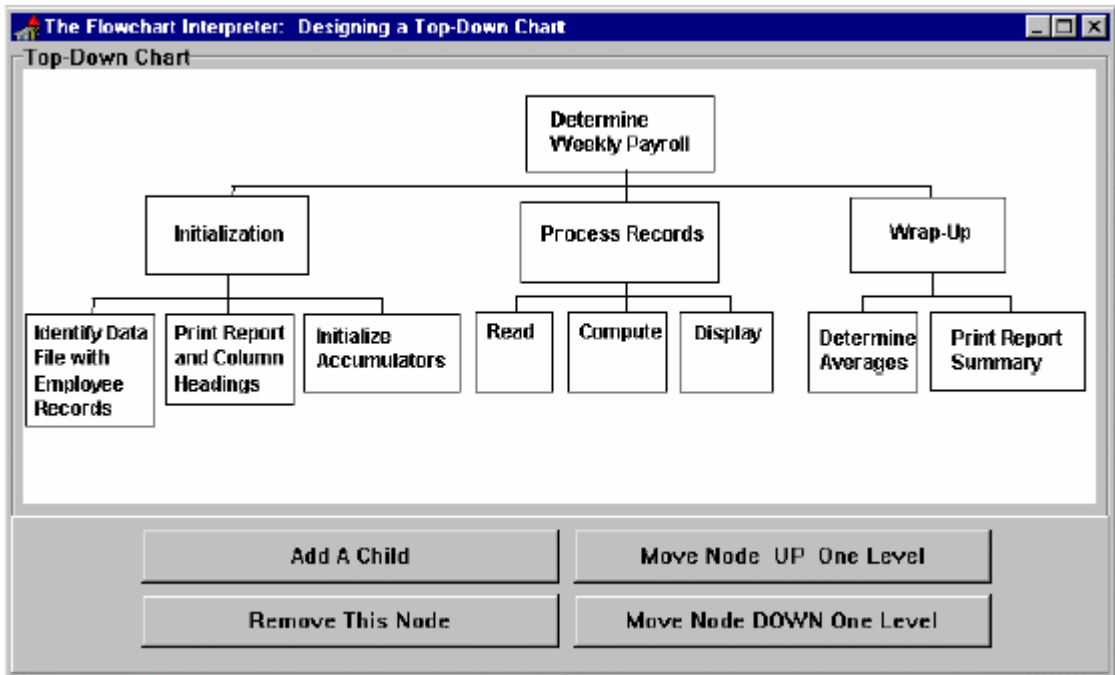 The Flowchart Interpreter: Designing a Top-Down Chart
Top-Down Chart
Determine
Weekly Payroll
Initialization
Process Records
Wrap-Up
Identify Data
File with
Employee
Records
Print Report
and Column
Headings
Initialize
Accumulators
Read
Compute
Display
Determine
Averages
Print Report
Summary
Add A Child
Move Node UP One Level
Remove This Node
Move Node DOWN One Level